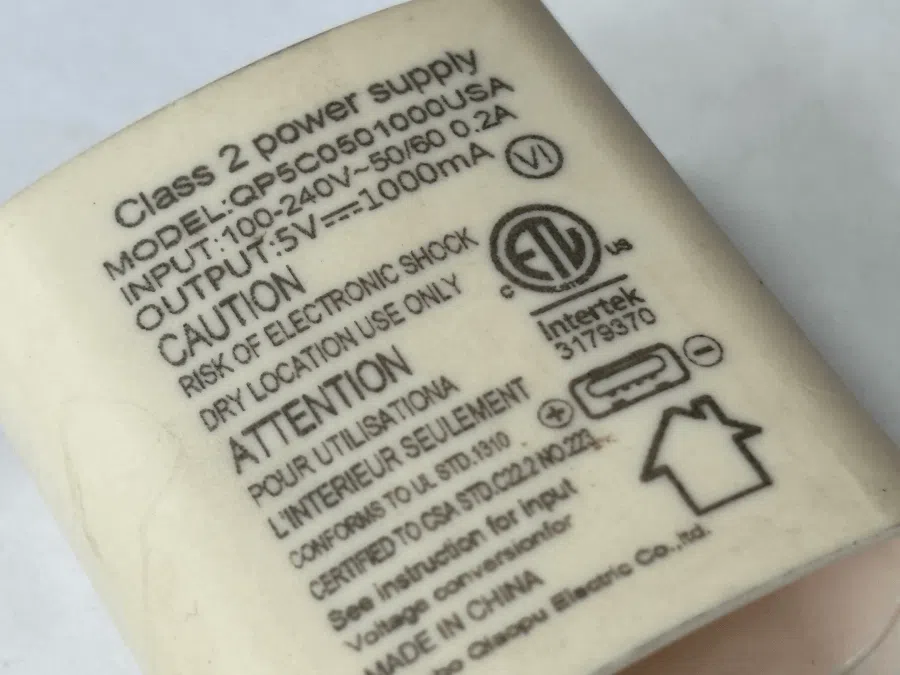 Class 2 power supply
MODEL:QP5C0501000USA
INPUT:100-240V~50/60 0.2A
OUTPUT:5V⎓1000mA
VI
CAUTION
RISK OF ELECTRONIC SHOCK
DRY LOCATION USE ONLY
ETL
C US
Intertek
3179370
ATTENTION
POUR UTILISATIONA
L'INTERIEUR SEULEMENT
CONFORMS TO UL STD.1310
CERTIFIED TO CSA STD.C22.2 NO.223
See instruction for input
Voltage conversionfor
MADE IN CHINA
Qiaopu Electric Co.,ltd.